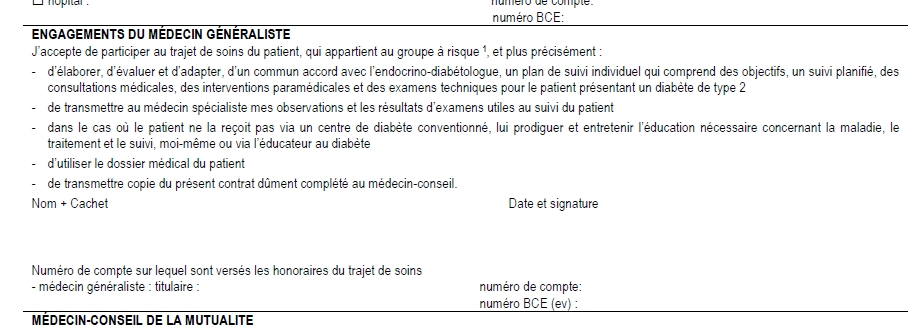 ☐ hôpital :
numéro de compte:
numéro BCE:
ENGAGEMENTS DU MÉDECIN GÉNÉRALISTE
J’accepte de participer au trajet de soins du patient, qui appartient au groupe à risque ¹, et plus précisément :
- d’élaborer, d’évaluer et d’adapter, d’un commun accord avec l’endocrino-diabétologue, un plan de suivi individuel qui comprend des objectifs, un suivi planifié, des
consultations médicales, des interventions paramédicales et des examens techniques pour le patient présentant un diabète de type 2
- de transmettre au médecin spécialiste mes observations et les résultats d’examens utiles au suivi du patient
- dans le cas où le patient ne la reçoit pas via un centre de diabète conventionné, lui prodiguer et entretenir l’éducation nécessaire concernant la maladie, le
traitement et le suivi, moi-même ou via l’éducateur au diabète
- d’utiliser le dossier médical du patient
- de transmettre copie du présent contrat dûment complété au médecin-conseil.
Nom + Cachet Date et signature
Numéro de compte sur lequel sont versés les honoraires du trajet de soins
- médecin généraliste : titulaire : numéro de compte:
numéro BCE (ev) :
MÉDECIN-CONSEIL DE LA MUTUALITE